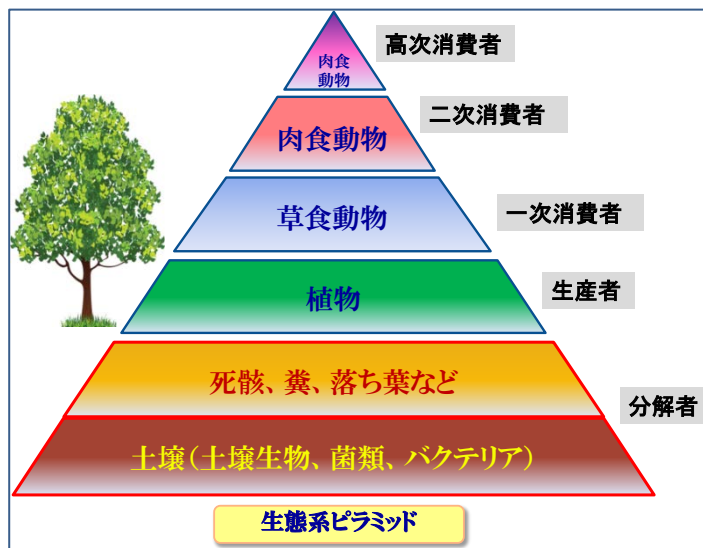 肉食
動物
高次消費者
肉食動物
二次消費者
草食動物
一次消費者
植物
生産者
死骸、糞、落ち葉など
分解者
土壌(土壌生物、菌類、バクテリア)
生態系ピラミッド